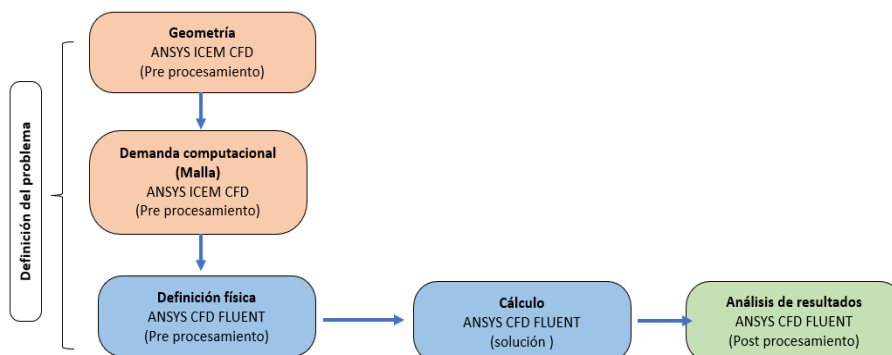 Definición del problema
Geometría
ANSYS ICEM CFD
(Pre procesamiento)
Demanda computacional
(Malla)
ANSYS ICEM CFD
(Pre procesamiento)
Definición física
ANSYS CFD FLUENT
(Pre procesamiento)
Cálculo
ANSYS CFD FLUENT
(solución )
Análisis de resultados
ANSYS CFD FLUENT
(Post procesamiento)